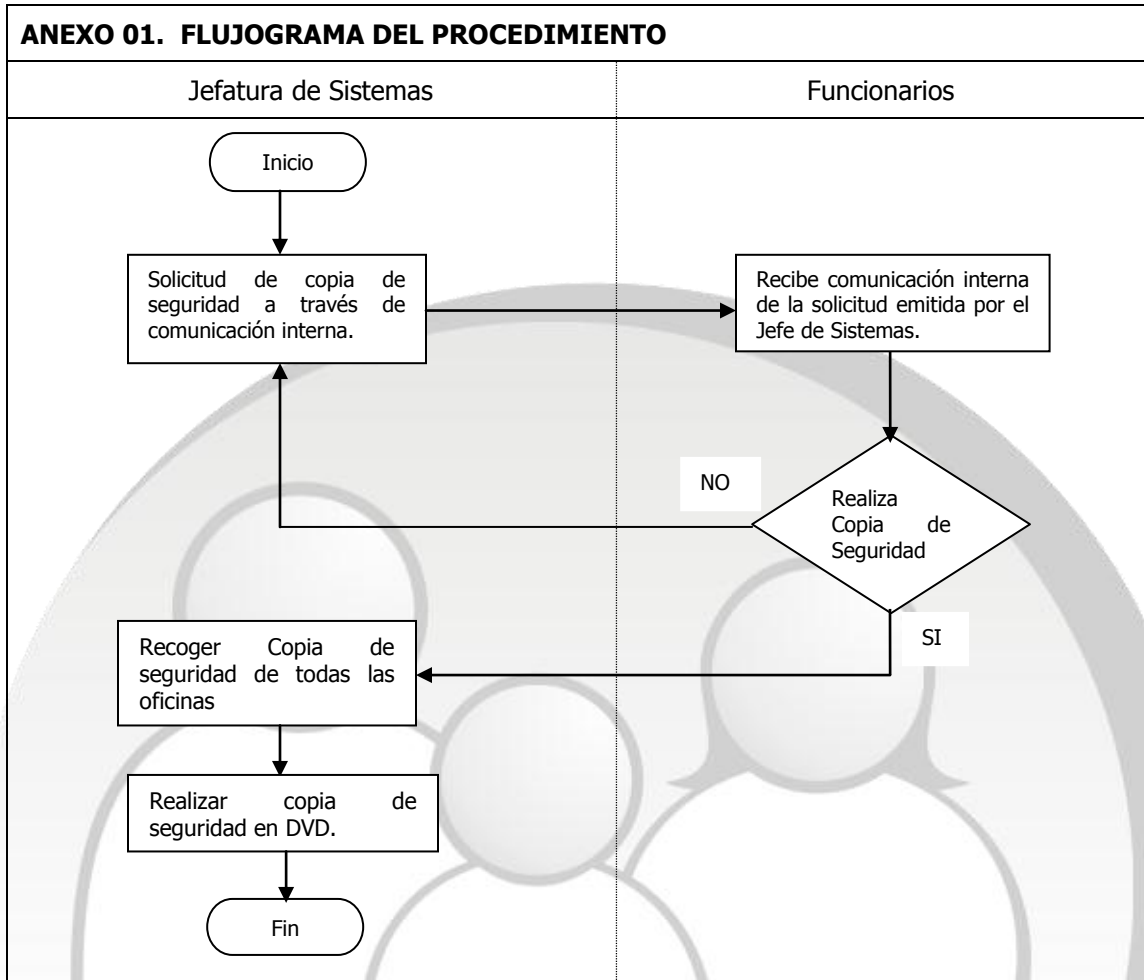 ANEXO 01. FLUJOGRAMA DEL PROCEDIMIENTO
Jefatura de Sistemas
Funcionarios
Inicio
Solicitud de copia de
seguridad a través de
comunicación interna.
Recibe comunicación interna
de la solicitud emitida por el
Jefe de Sistemas.
NO
Realiza
Copia de
Seguridad
SI
Recoger Copia de
seguridad de todas las
oficinas
Realizar copia de
seguridad en DVD.
Fin